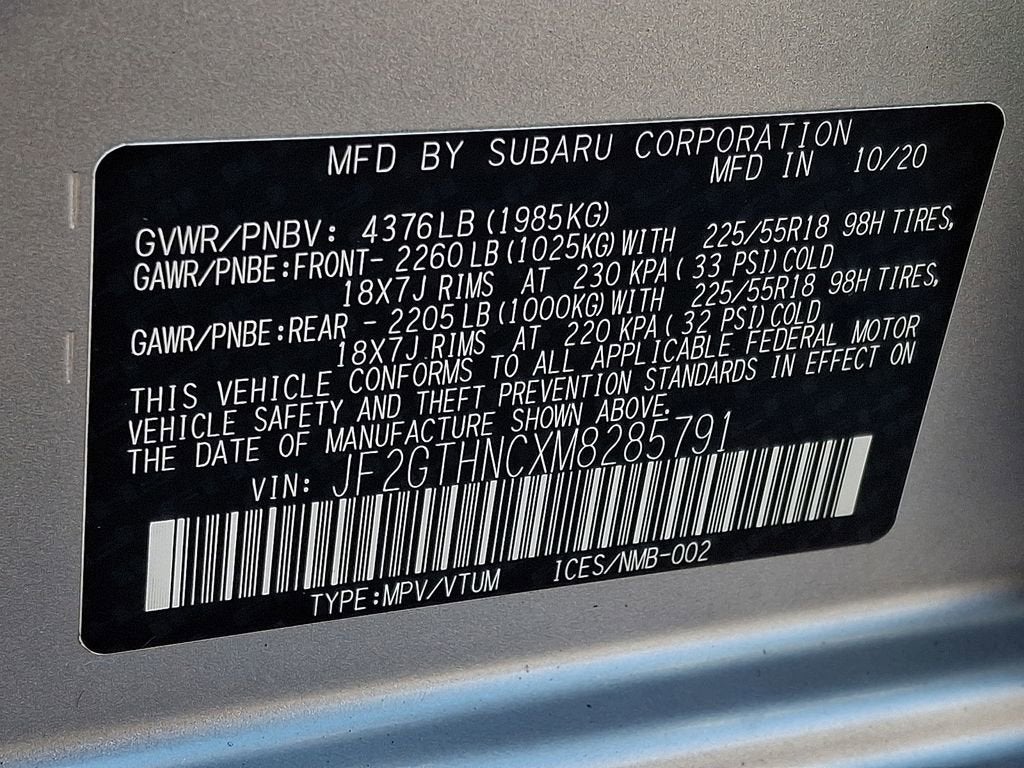 MFD BY SUBARU CORPORATION
MFD IN 10/20
GVWR/PNBV: 4376LB (1985KG)
GAWR/PNBE:FRONT- 2260LB (1025KG) WITH 225/55R18 98H TIRES,
18X7J RIMS AT 230 KPA ( 33 PSI) COLD
GAWR/PNBE:REAR - 2205LB (1000KG) WITH 225/55R18 98H TIRES,
18X7J RIMS AT 220 KPA ( 32 PSI) COLD
THIS VEHICLE CONFORMS TO ALL APPLICABLE FEDERAL MOTOR
VEHICLE SAFETY AND THEFT PREVENTION STANDARDS IN EFFECT ON
THE DATE OF MANUFACTURE SHOWN ABOVE.
VIN: JF2GTHNCXM8285791
TYPE:MPV/VTUM ICES/NMB-002